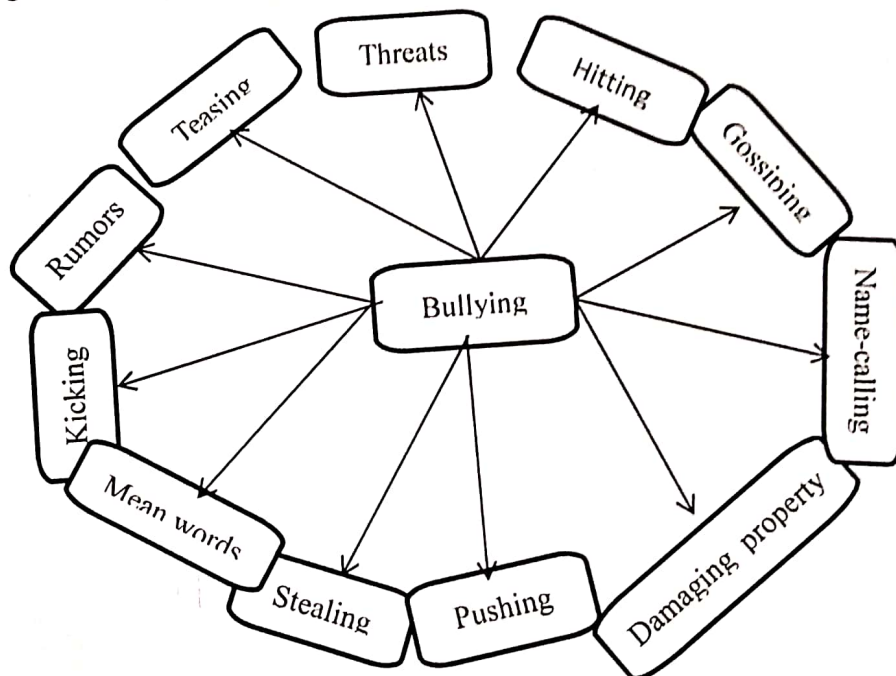 Threats
Hitting
Teasing
Gossiping
Rumors
Bullying
Name-calling
Kicking
Mean words
Damaging property
Stealing
Pushing